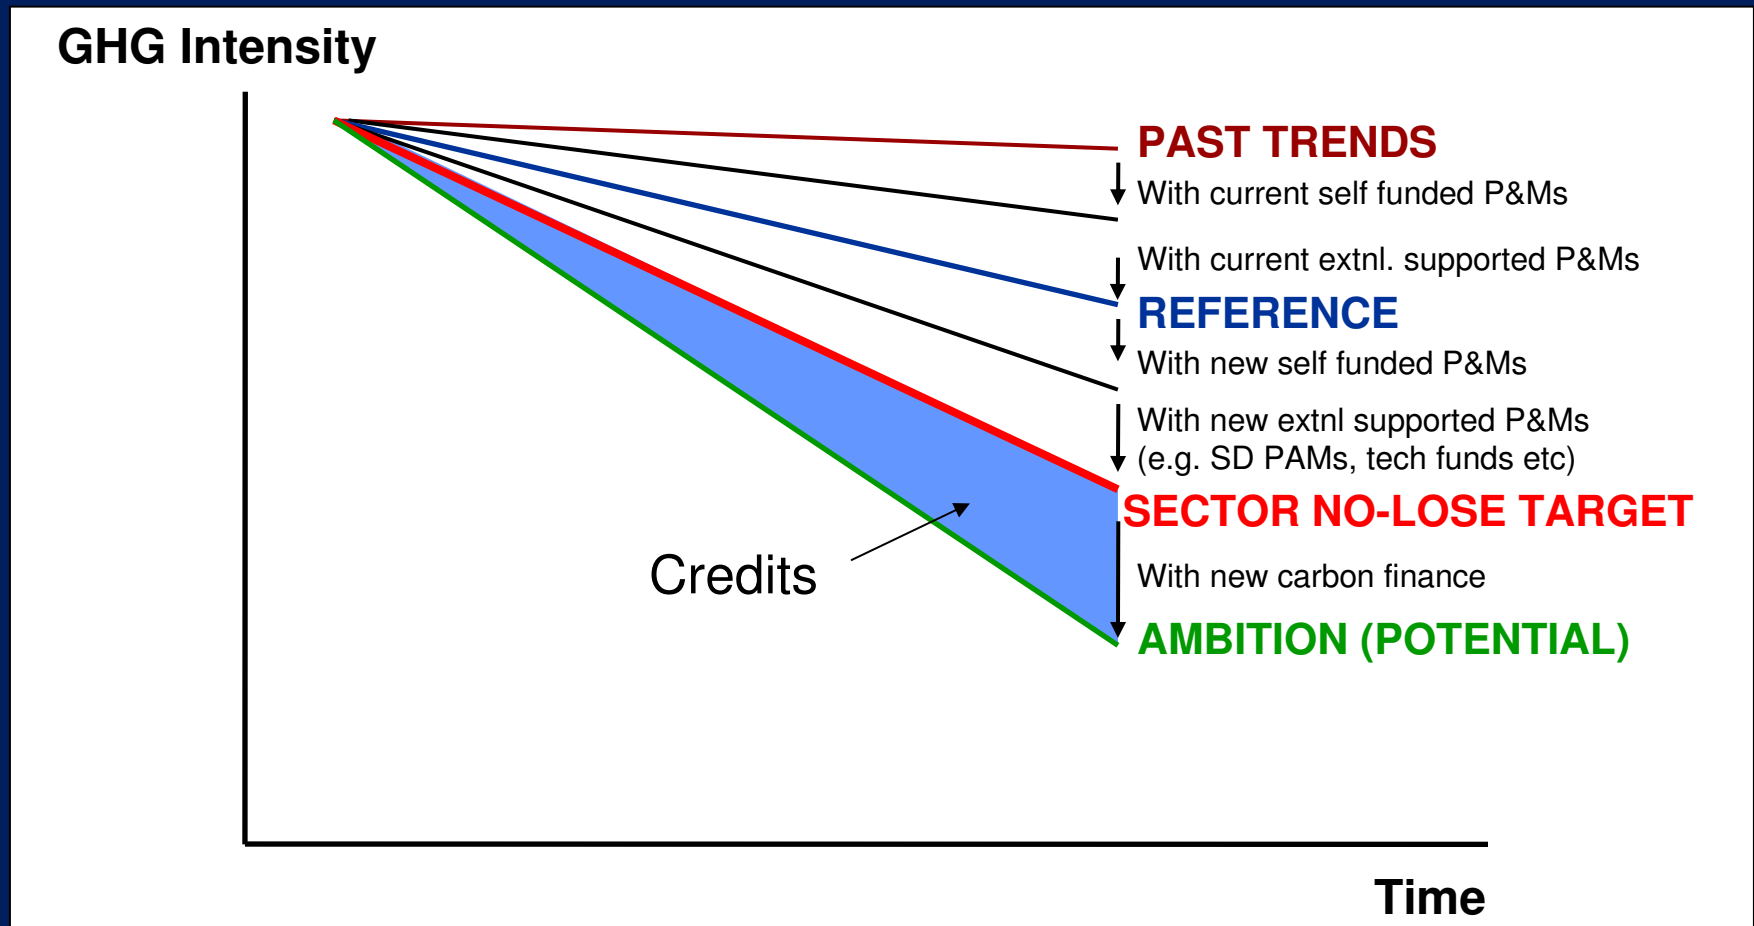 GHG Intensity
PAST TRENDS
With current self funded P&Ms
With current extnl. supported P&Ms
REFERENCE
With new self funded P&Ms
With new extnl supported P&Ms
(e.g. SD PAMs, tech funds etc)
SECTOR NO-LOSE TARGET
Credits
With new carbon finance
AMBITION (POTENTIAL)
Time